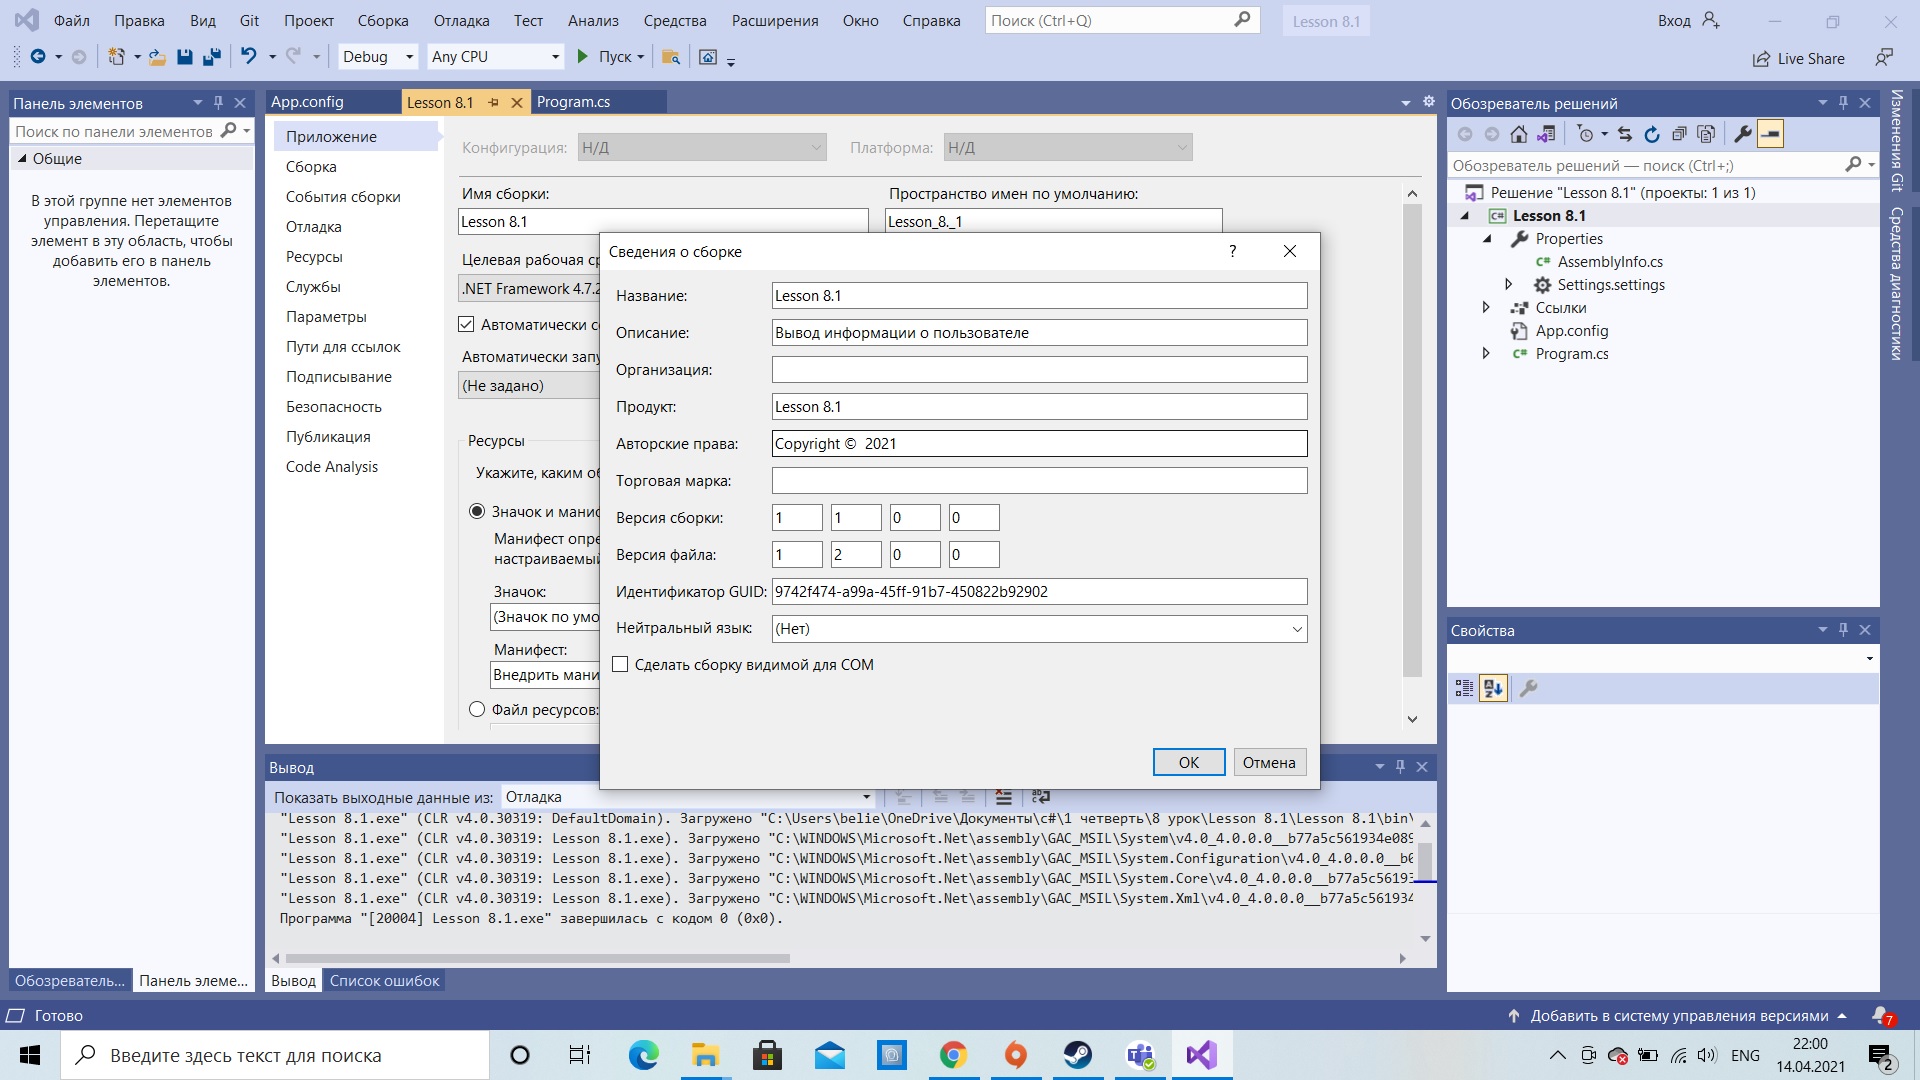 Файл Правка Вид Git Проект Сборка Отладка Тест Анализ Средства Расширения Окно Справка Поиск (Ctrl+Q) Lesson 8.1 Вход
Debug Any CPU Пуск Live Share
Панель элементов
Поиск по панели элементов
Общие
В этой группе нет элементов
управления. Перетащите
элемент в эту область, чтобы
добавить его в панель
элементов.
Обозреватель... Панель элеме...
App.config Lesson 8.1 Program.cs
Приложение
Сборка
События сборки
Отладка
Ресурсы
Службы
Параметры
Пути для ссылок
Подписывание
Безопасность
Публикация
Code Analysis
Конфигурация: Н/Д Платформа: Н/Д
Имя сборки: Пространство имен по умолчанию:
Lesson 8.1 Lesson_8._1
Целевая рабочая ср
.NET Framework 4.7.2
Автоматически со
Автоматически запу
(Не задано)
Ресурсы
Укажите, каким об
Значок и маниф
Манифест опре
настраиваемый
Значок:
(Значок по умо
Манифест:
Внедрить мани
Файл ресурсов:
Сведения о сборке ?
Название: Lesson 8.1
Описание: Вывод информации о пользователе
Организация:
Продукт: Lesson 8.1
Авторские права: Copyright © 2021
Торговая марка:
Версия сборки: 1 1 0 0
Версия файла: 1 2 0 0
Идентификатор GUID: 9742f474-a99a-45ff-91b7-450822b92902
Нейтральный язык: (Нет)
Сделать сборку видимой для COM
ОК Отмена
Вывод
Показать выходные данные из: Отладка
"Lesson 8.1.exe" (CLR v4.0.30319: DefaultDomain). Загружено "C:\Users\belie\OneDrive\Документы\c#\1 четверть\8 урок\Lesson 8.1\Lesson 8.1\bin\
"Lesson 8.1.exe" (CLR v4.0.30319: Lesson 8.1.exe). Загружено "C:\WINDOWS\Microsoft.Net\assembly\GAC_MSIL\System\v4.0_4.0.0.0__b77a5c561934e089
"Lesson 8.1.exe" (CLR v4.0.30319: Lesson 8.1.exe). Загружено "C:\WINDOWS\Microsoft.Net\assembly\GAC_MSIL\System.Configuration\v4.0_4.0.0.0__b0
"Lesson 8.1.exe" (CLR v4.0.30319: Lesson 8.1.exe). Загружено "C:\WINDOWS\Microsoft.Net\assembly\GAC_MSIL\System.Core\v4.0_4.0.0.0__b77a5c56193
"Lesson 8.1.exe" (CLR v4.0.30319: Lesson 8.1.exe). Загружено "C:\WINDOWS\Microsoft.Net\assembly\GAC_MSIL\System.Xml\v4.0_4.0.0.0__b77a5c561934
Программа "[20004] Lesson 8.1.exe" завершилась с кодом 0 (0x0).
Вывод Список ошибок
Обозреватель решений
Обозреватель решений — поиск (Ctrl+;)
Решение "Lesson 8.1" (проекты: 1 из 1)
C# Lesson 8.1
Properties
C# AssemblyInfo.cs
Settings.settings
Ссылки
App.config
C# Program.cs
Свойства
Изменения Git
Средства диагностики
Готово Добавить в систему управления версиями 7
Введите здесь текст для поиска ENG 22:00
14.04.2021 2